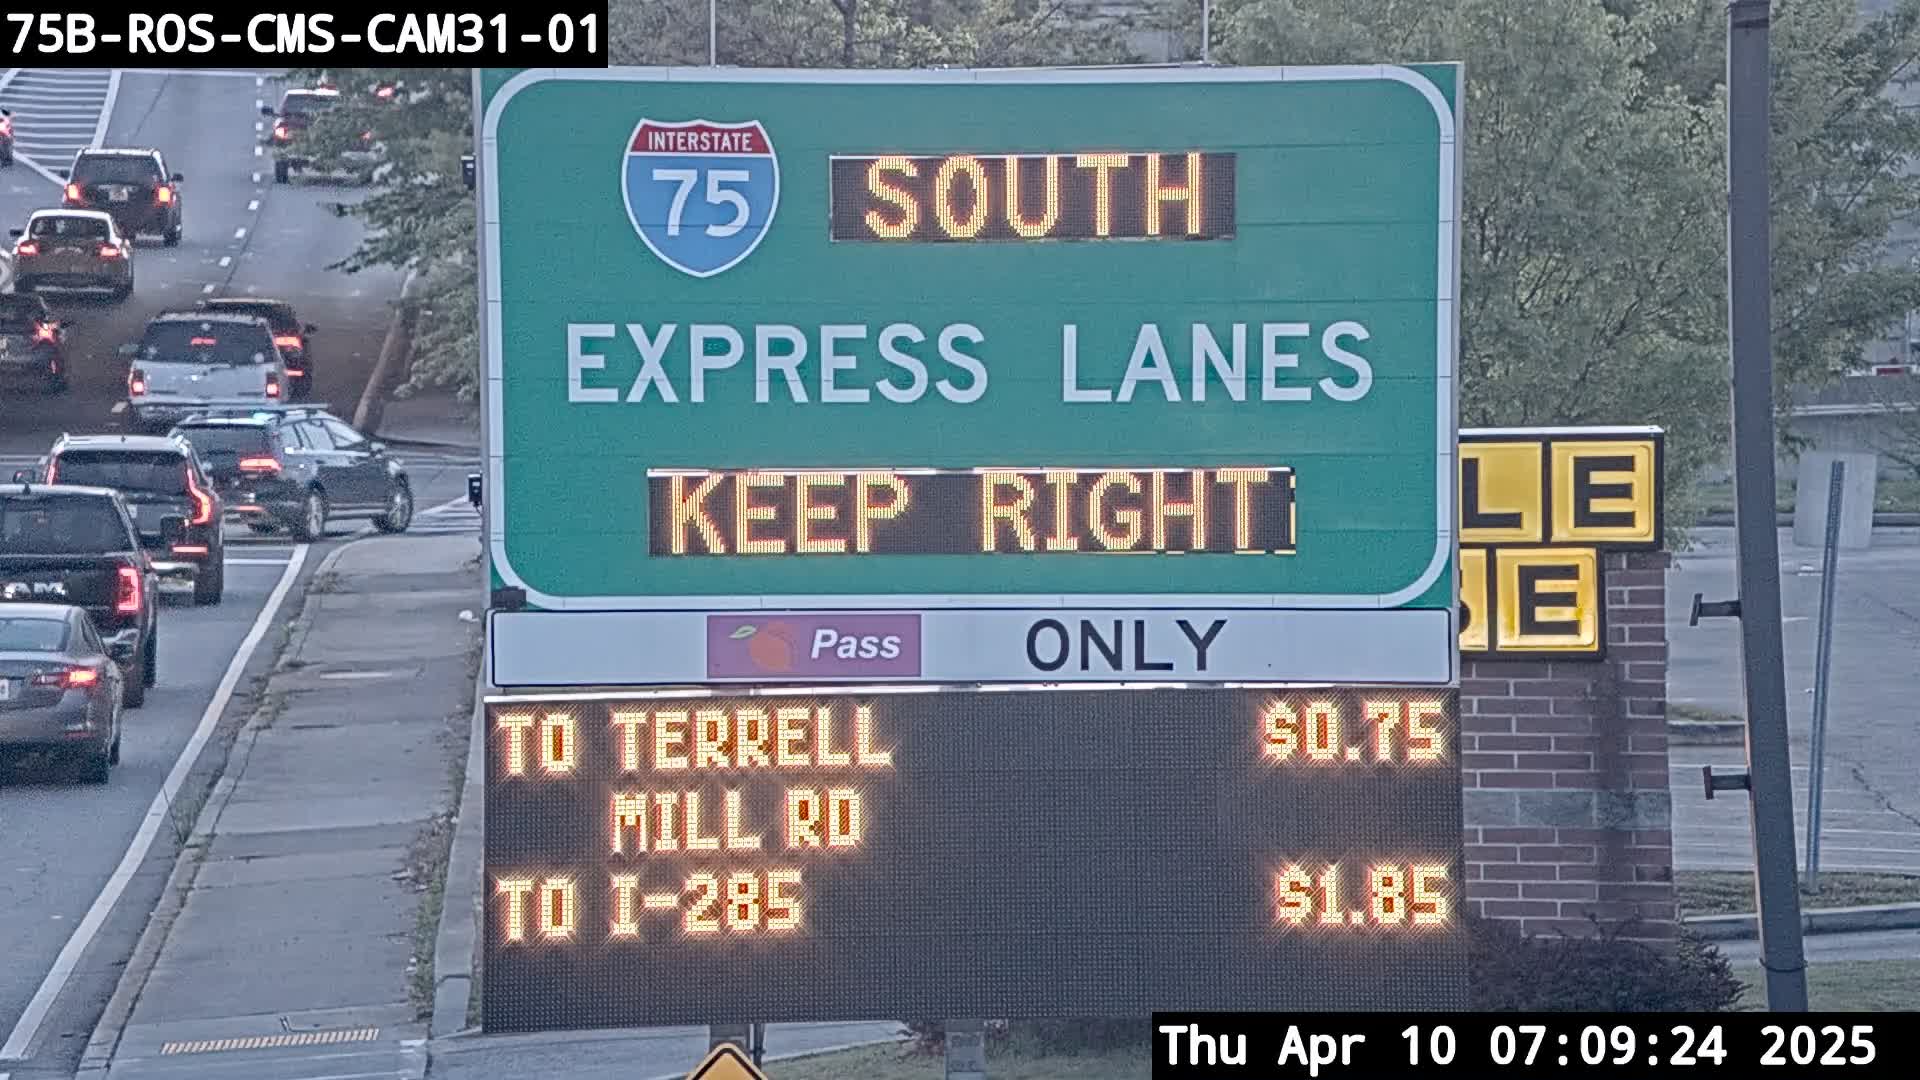 75B-ROS-CMS-CAM31-01
INTERSTATE
75
SOUTH
EXPRESS LANES
KEEP RIGHT
Pass ONLY
TO TERRELL $0.75
MILL RD
TO I-285 $1.85
LE
E
Thu Apr 10 07:09:24 2025